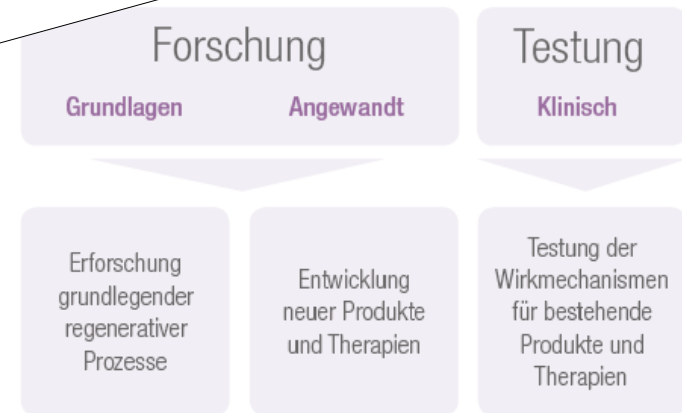 Forschung
Grundlagen
Angewandt
Testung
Klinisch
Erforschung
grundlegender
regenerativer
Prozesse
Entwicklung
neuer Produkte
und Therapien
Testung der
Wirkmechanismen
für bestehende
Produkte und
Therapien